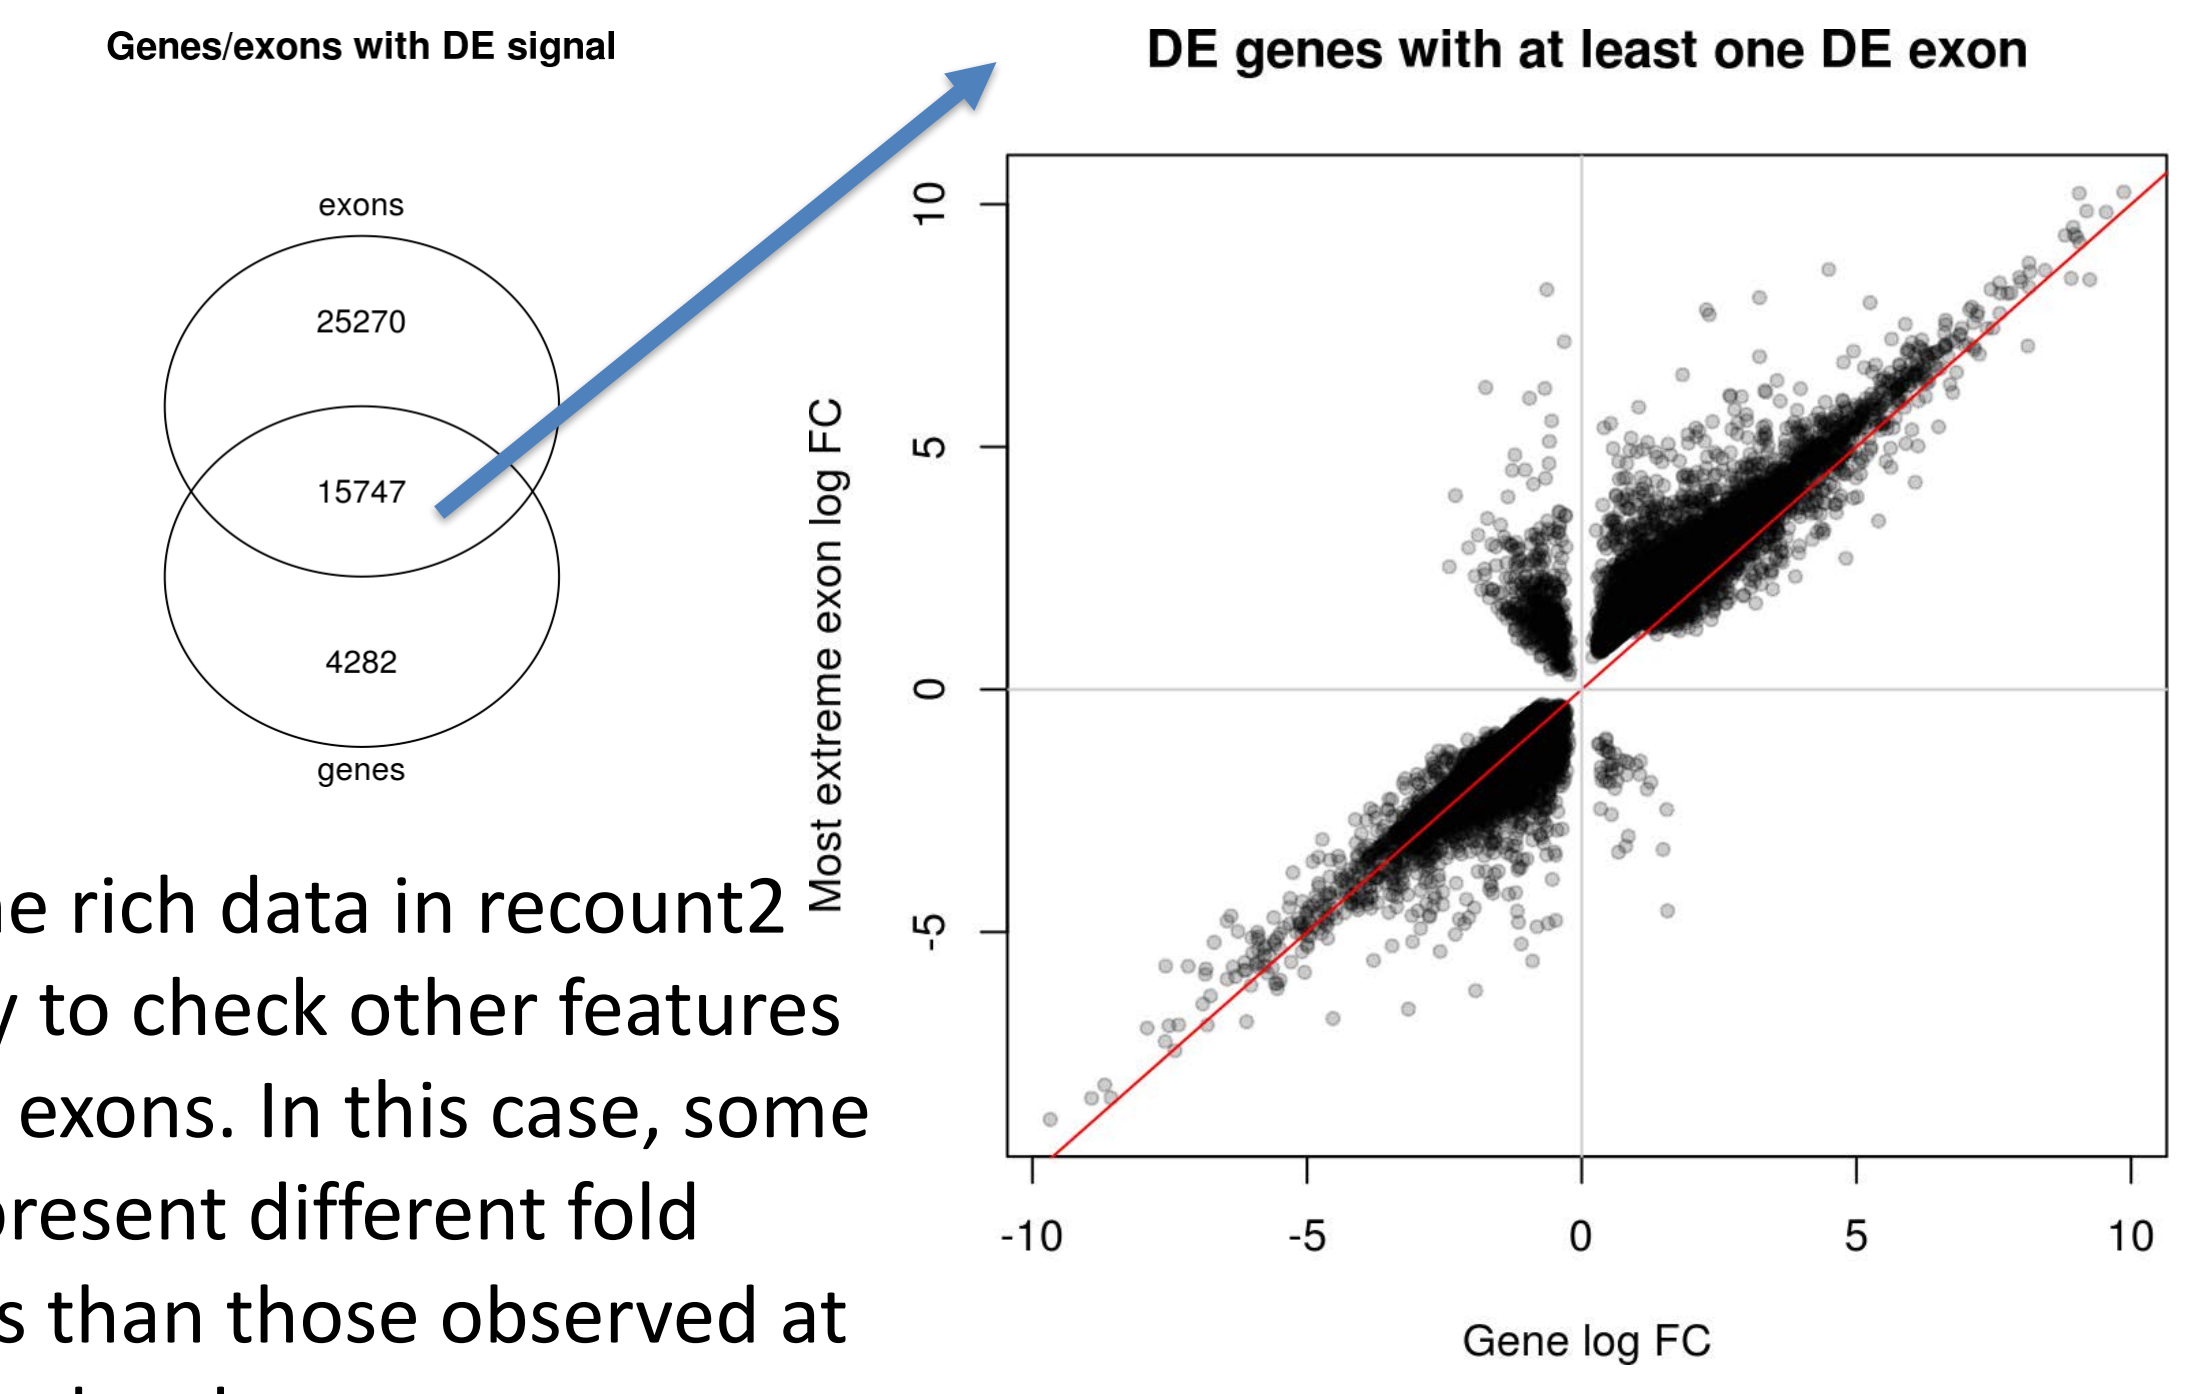 Genes/exons with DE signal
exons
25270
15747
4282
genes
DE genes with at least one DE exon
Most extreme exon log FC
10
5
0
-5
-10
-5
0
5
10
Gene log FC
rich data in recount2
to check other features
exons. In this case, some
different fold
than those observed at